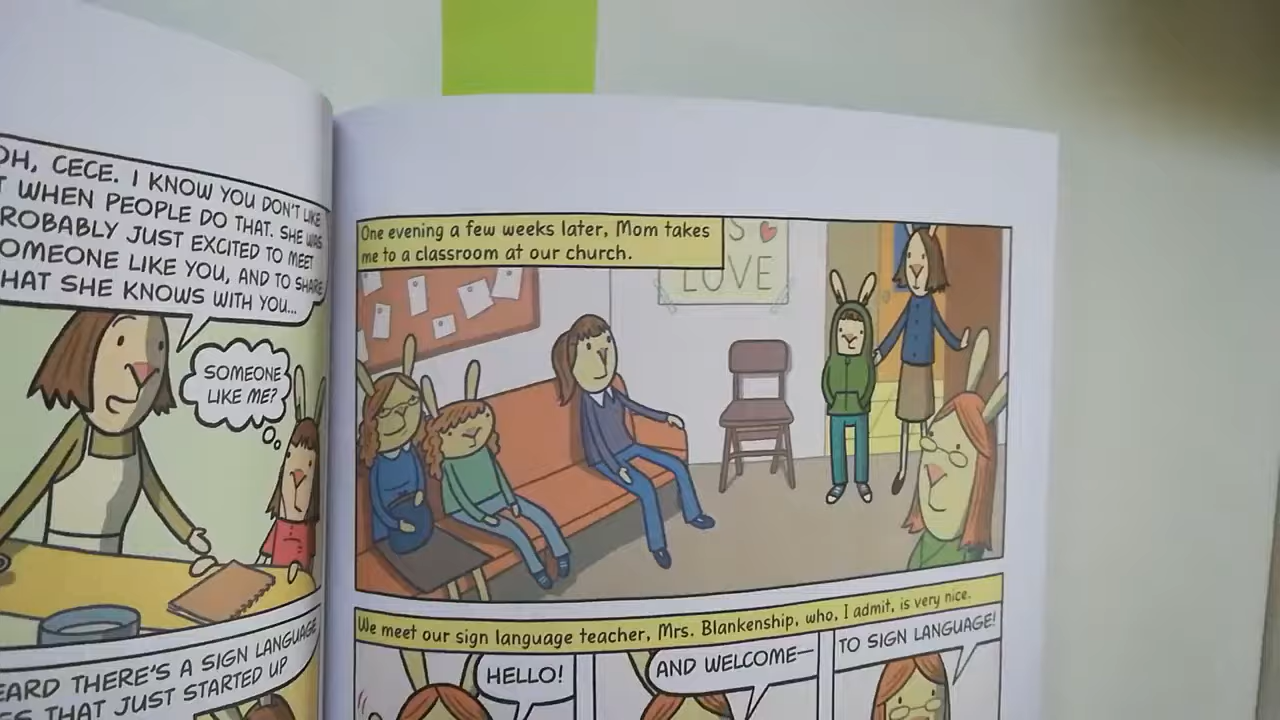 OH, CECE. I KNOW YOU DON'T LIKE
WHEN PEOPLE DO THAT. SHE WAS
PROBABLY JUST EXCITED TO MEET
SOMEONE LIKE YOU, AND TO SHARE
WHAT SHE KNOWS WITH YOU...
SOMEONE
LIKE ME?
HEARD THERE'S A SIGN LANGUAGE
THAT JUST STARTED UP
One evening a few weeks later, Mom takes
me to a classroom at our church.
S
LOVE
We meet our sign language teacher, Mrs. Blankenship, who, I admit, is very nice.
HELLO!
AND WELCOME—
TO SIGN LANGUAGE!